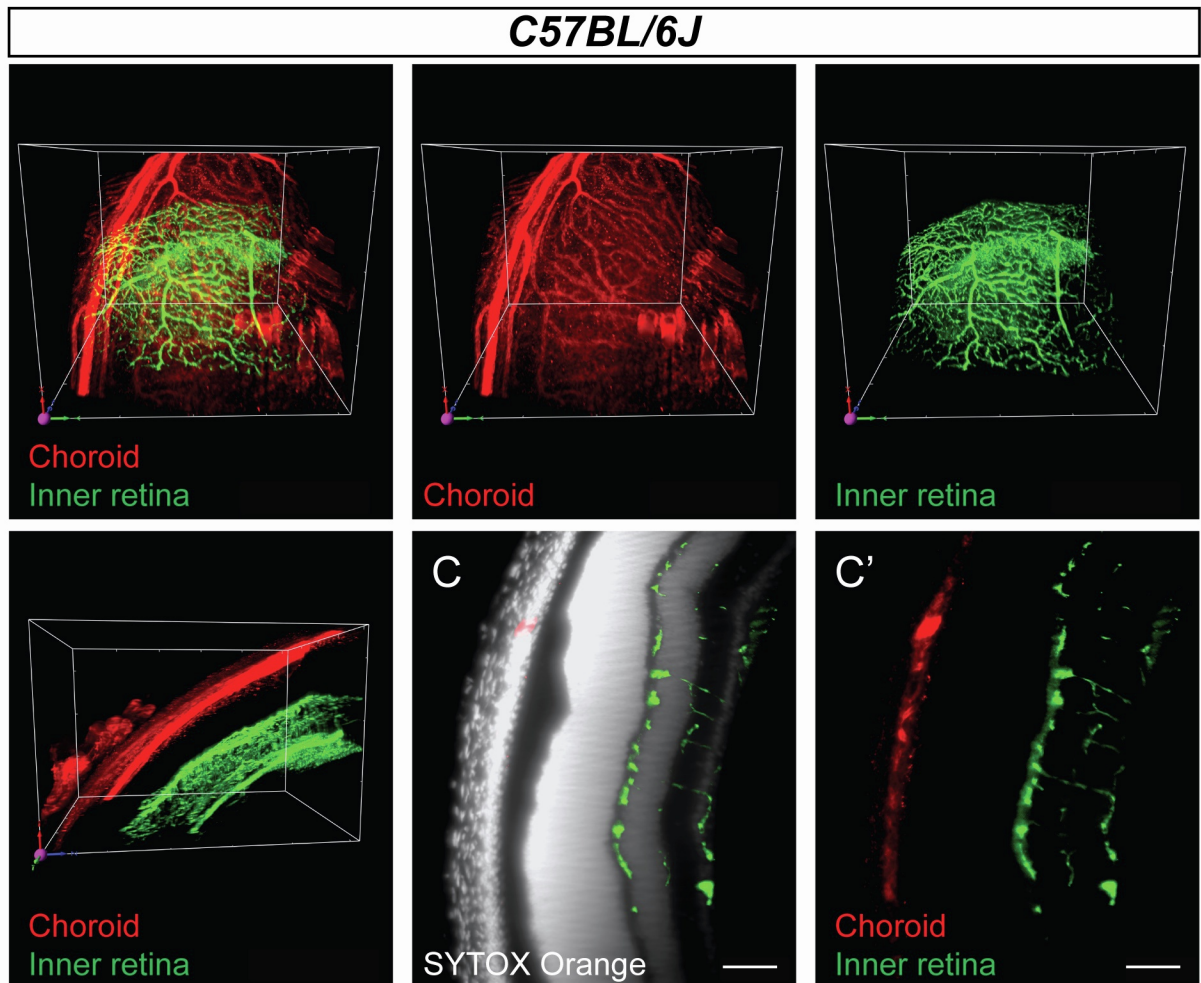 C57BL/6J
Choroid
Inner retina
Choroid
Inner retina
Choroid
Inner retina
C
SYTOX Orange
C’
Choroid
Inner retina